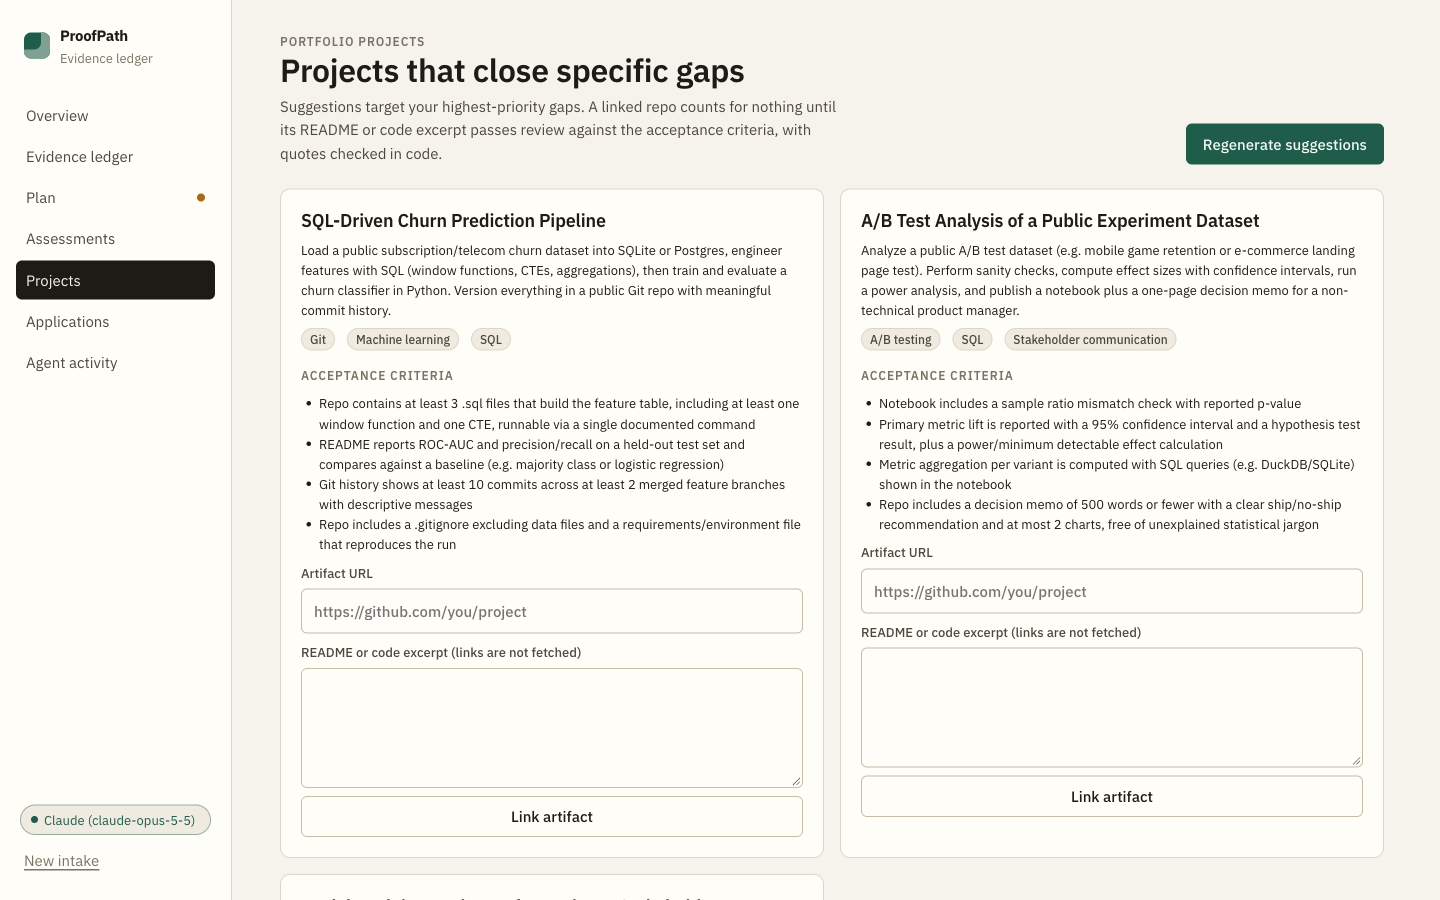 ProofPath
Evidence ledger
Overview
Evidence ledger
Plan
Assessments
Projects
Applications
Agent activity
Claude (claude-opus-5-5)
New intake
PORTFOLIO PROJECTS
Projects that close specific gaps
Suggestions target your highest-priority gaps. A linked repo counts for nothing until
its README or code excerpt passes review against the acceptance criteria, with
quotes checked in code.
Regenerate suggestions
SQL-Driven Churn Prediction Pipeline
Load a public subscription/telecom churn dataset into SQLite or Postgres, engineer
features with SQL (window functions, CTEs, aggregations), then train and evaluate a
churn classifier in Python. Version everything in a public Git repo with meaningful
commit history.
Git Machine learning SQL
ACCEPTANCE CRITERIA
• Repo contains at least 3 .sql files that build the feature table, including at least one
window function and one CTE, runnable via a single documented command
• README reports ROC-AUC and precision/recall on a held-out test set and
compares against a baseline (e.g. majority class or logistic regression)
• Git history shows at least 10 commits across at least 2 merged feature branches
with descriptive messages
• Repo includes a .gitignore excluding data files and a requirements/environment file
that reproduces the run
Artifact URL
https://github.com/you/project
README or code excerpt (links are not fetched)
Link artifact
A/B Test Analysis of a Public Experiment Dataset
Analyze a public A/B test dataset (e.g. mobile game retention or e-commerce landing
page test). Perform sanity checks, compute effect sizes with confidence intervals, run
a power analysis, and publish a notebook plus a one-page decision memo for a non-
technical product manager.
A/B testing SQL Stakeholder communication
ACCEPTANCE CRITERIA
• Notebook includes a sample ratio mismatch check with reported p-value
• Primary metric lift is reported with a 95% confidence interval and a hypothesis test
result, plus a power/minimum detectable effect calculation
• Metric aggregation per variant is computed with SQL queries (e.g. DuckDB/SQLite)
shown in the notebook
• Repo includes a decision memo of 500 words or fewer with a clear ship/no-ship
recommendation and at most 2 charts, free of unexplained statistical jargon
Artifact URL
https://github.com/you/project
README or code excerpt (links are not fetched)
Link artifact